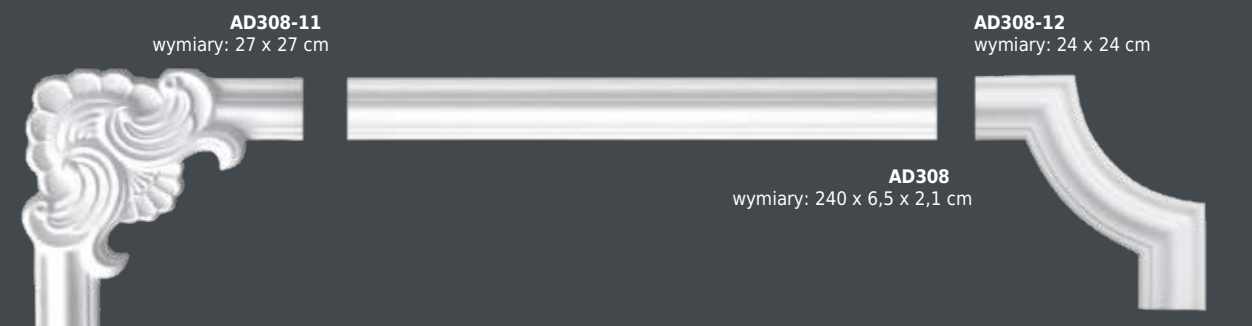 AD308-11
wymiary: 27 x 27 cm
AD308-12
wymiary: 24 x 24 cm
AD308
wymiary: 240 x 6,5 x 2,1 cm